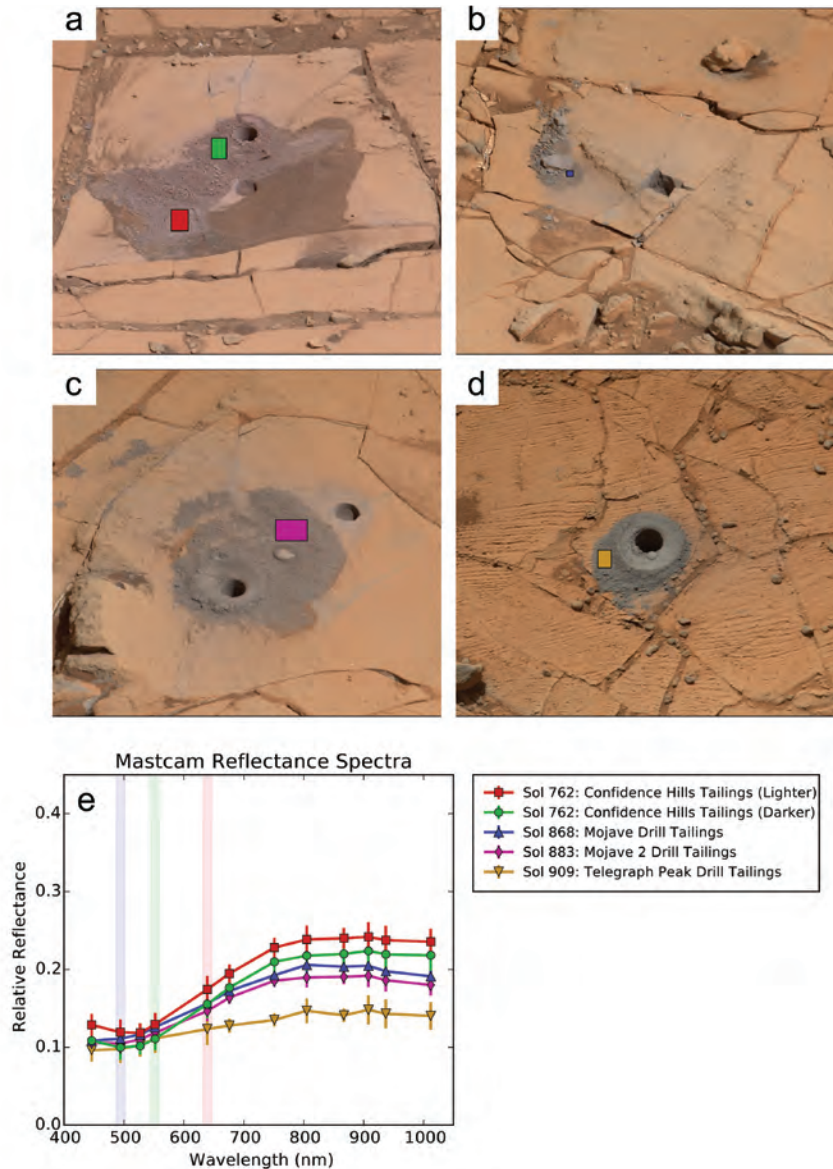 a
b
c
d
Mastcam Reflectance Spectra
e
Relative Reflectance
0.4
0.3
0.2
0.1
0.0
400
500
600
700
800
900
1000
Wavelength (nm)
Sol 762: Confidence Hills Tailings (Lighter)
Sol 762: Confidence Hills Tailings (Darker)
Sol 868: Mojave Drill Tailings
Sol 883: Mojave 2 Drill Tailings
Sol 909: Telegraph Peak Drill Tailings